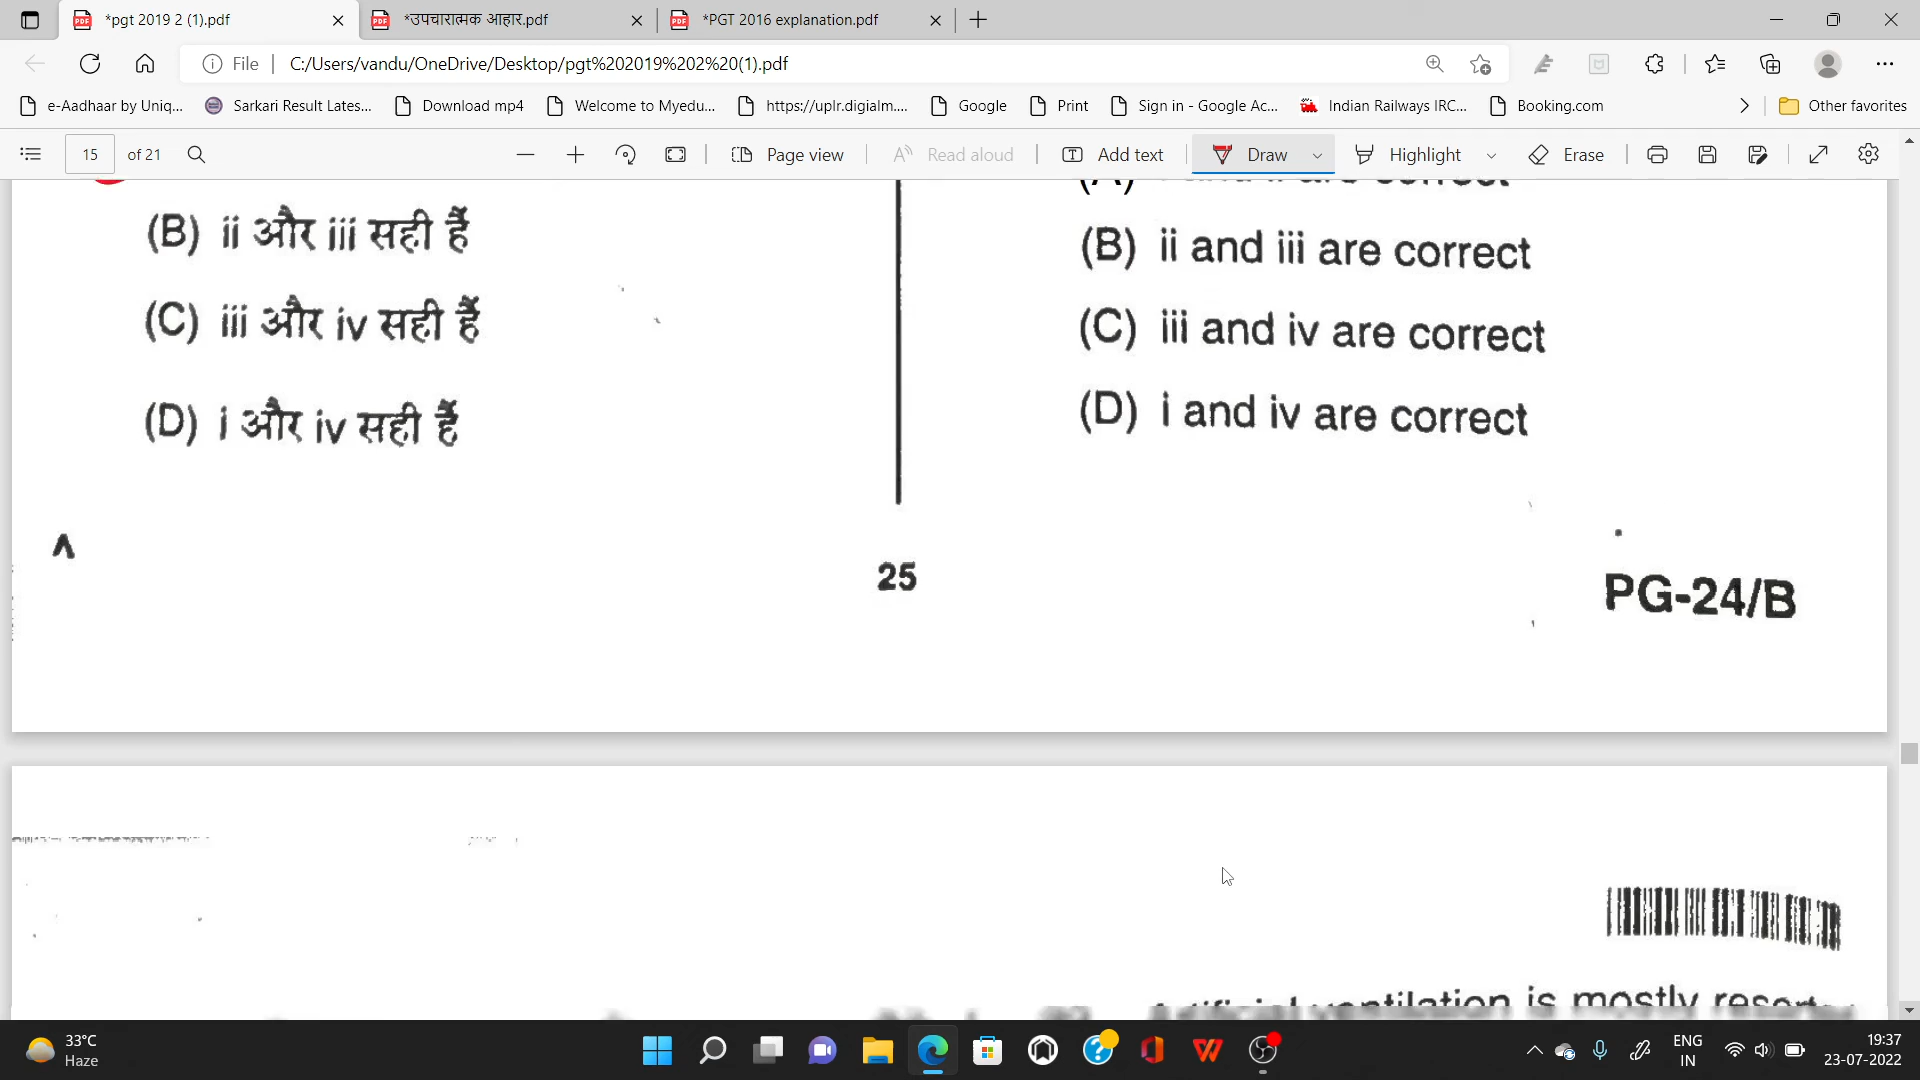 *pgt 2019 2 (1).pdf
*उपचारात्मक आहार.pdf
*PGT 2016 explanation.pdf
File
C:/Users/vandu/OneDrive/Desktop/pgt%202019%202%20(1).pdf
e-Aadhaar by Uniq...
Sarkari Result Lates...
Download mp4
Welcome to Myedu...
https://uplr.digialm....
Google
Print
Sign in - Google Ac...
Indian Railways IRC...
Booking.com
Other favorites
15 of 21
Page view
Read aloud
Add text
Draw
Highlight
Erase
(B) ii और iii सही हैं
(C) iii और iv सही हैं
(D) i और iv सही हैं
(B) ii and iii are correct
(C) iii and iv are correct
(D) i and iv are correct
25
PG-24/B
Artificial ventilation is mostly
33°C
Haze
ENG
IN
19:37
23-07-2022